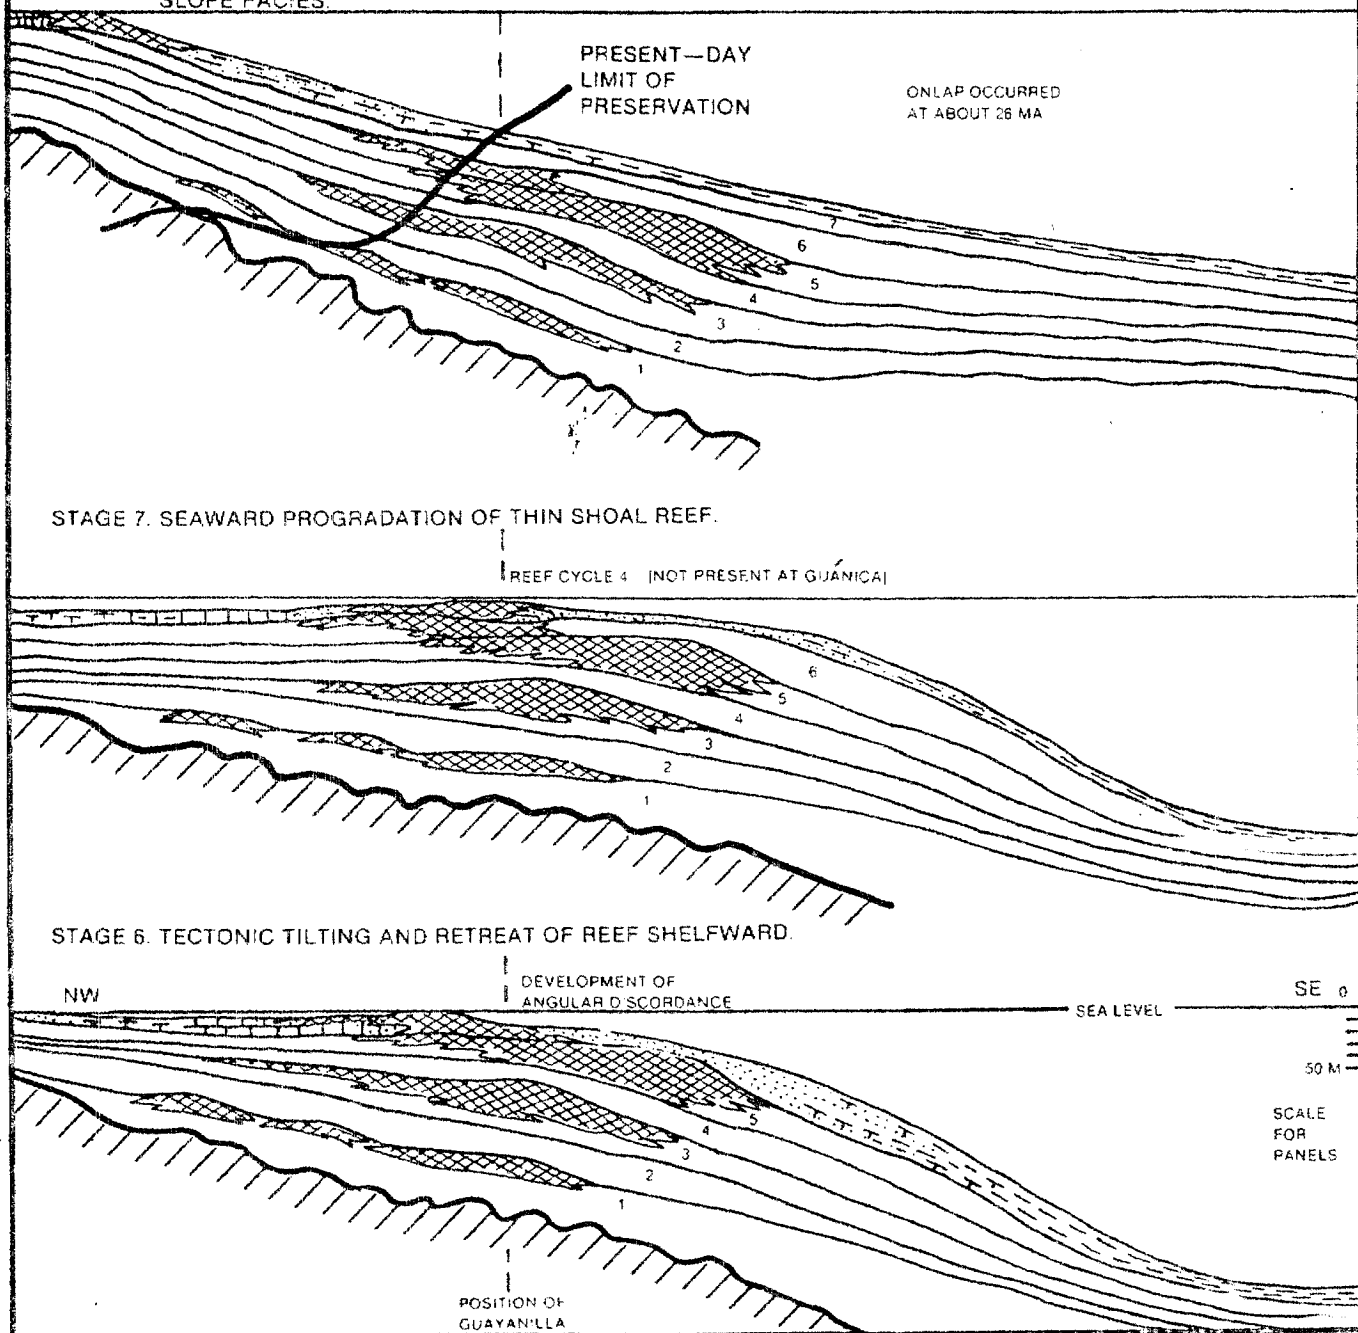 SLOPE FACIES.
PRESENT—DAY
LIMIT OF
PRESERVATION
ONLAP OCCURRED
AT ABOUT 26 MA
7
6
5
4
3
2
1
STAGE 7. SEAWARD PROGRADATION OF THIN SHOAL REEF.
REEF CYCLE 4 [NOT PRESENT AT GUÁNICA]
6
5
4
3
2
1
STAGE 6. TECTONIC TILTING AND RETREAT OF REEF SHELFWARD.
NW
DEVELOPMENT OF
ANGULAR DISCORDANCE
SEA LEVEL
SE 0
50 M
SCALE
FOR
PANELS
5
4
3
2
1
POSITION OF
GUAYANILLA